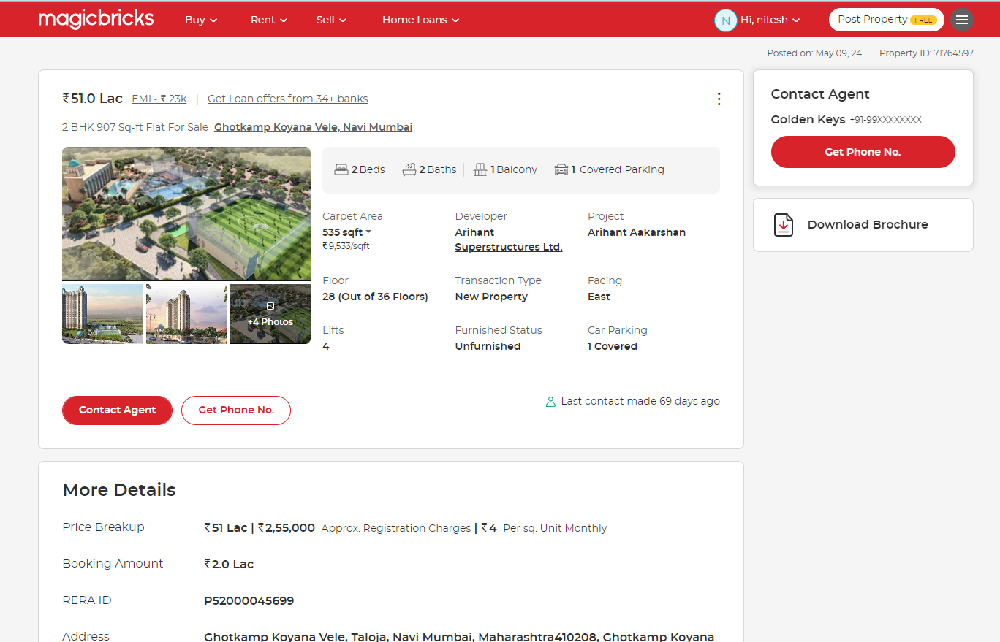 magicbricks
Buy
Rent
Sell
Home Loans
N
Hi, nitesh
Post Property FREE
Posted on: May 09, 24
Property ID: 71764597
₹51.0 Lac
EMI - ₹ 23k | Get Loan offers from 34+ banks
2 BHK 907 Sq-ft Flat For Sale Ghotkamp Koyana Vele, Navi Mumbai
+4 Photos
2 Beds
2 Baths
1 Balcony
1 Covered Parking
Carpet Area
535 sqft
₹9,533/sqft
Developer
Arihant
Superstructures Ltd.
Project
Arihant Aakarshan
Floor
28 (Out of 36 Floors)
Transaction Type
New Property
Facing
East
Lifts
4
Furnished Status
Unfurnished
Car Parking
1 Covered
Contact Agent
Get Phone No.
Last contact made 69 days ago
Contact Agent
Golden Keys +91-99XXXXXXXX
Get Phone No.
Download Brochure
More Details
Price Breakup
₹51 Lac | ₹2,55,000 Approx. Registration Charges | ₹4 Per sq. Unit Monthly
Booking Amount
₹2.0 Lac
RERA ID
P52000045699
Address
Ghotkamp Koyana Vele, Taloja, Navi Mumbai, Maharashtra410208, Ghotkamp Koyana